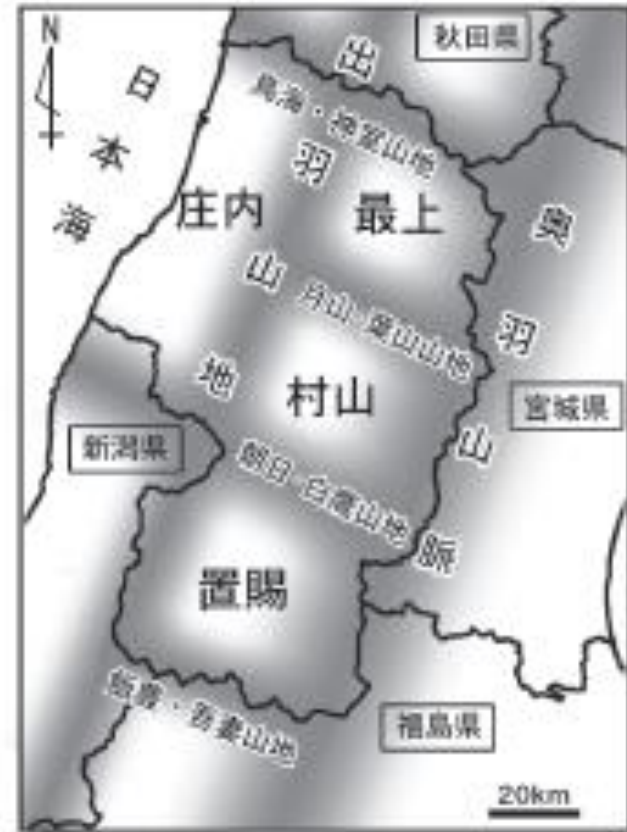 N
日本海
秋田県
出羽山地
鳥海・神室山地
庄内
最上
奥羽山脈
月山・葉山山地
村山
宮城県
新潟県
朝日・白鷹山地
置賜
飯豊・吾妻山地
福島県
20km